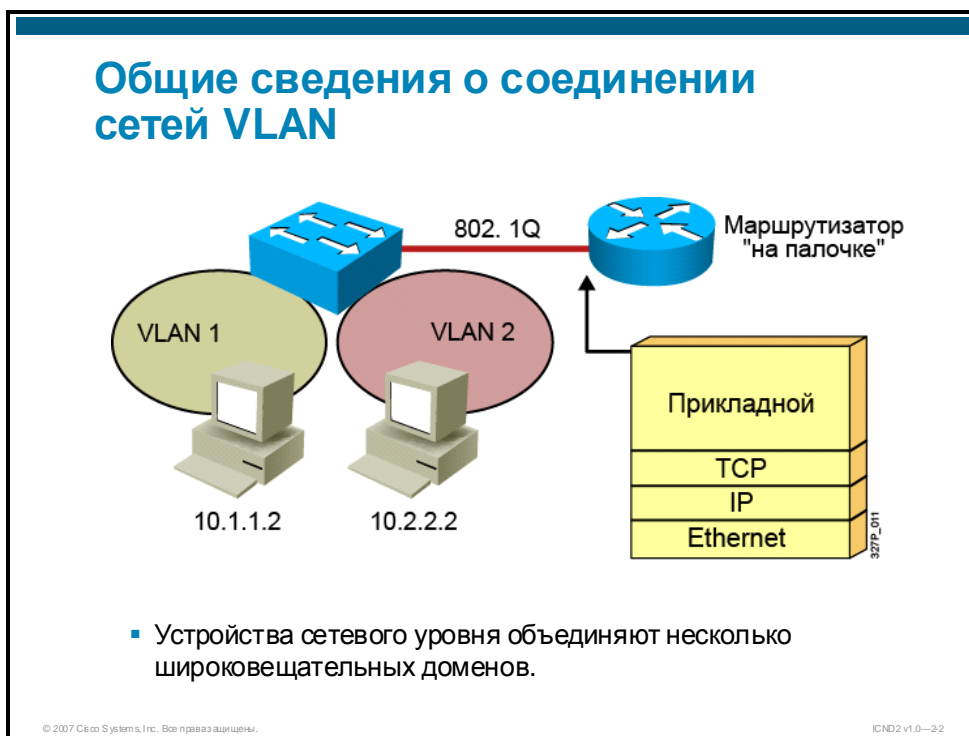 Общие сведения о соединении
сетей VLAN
802. 1Q
Маршрутизатор
"на палочке"
VLAN 1
VLAN 2
Прикладной
TCP
IP
Ethernet
327P_011
10.1.1.2
10.2.2.2
▪ Устройства сетевого уровня объединяют несколько
широковещательных доменов.
© 2007 Cisco Systems, Inc. Все права защищены.
ICND2 v1.0—2-2